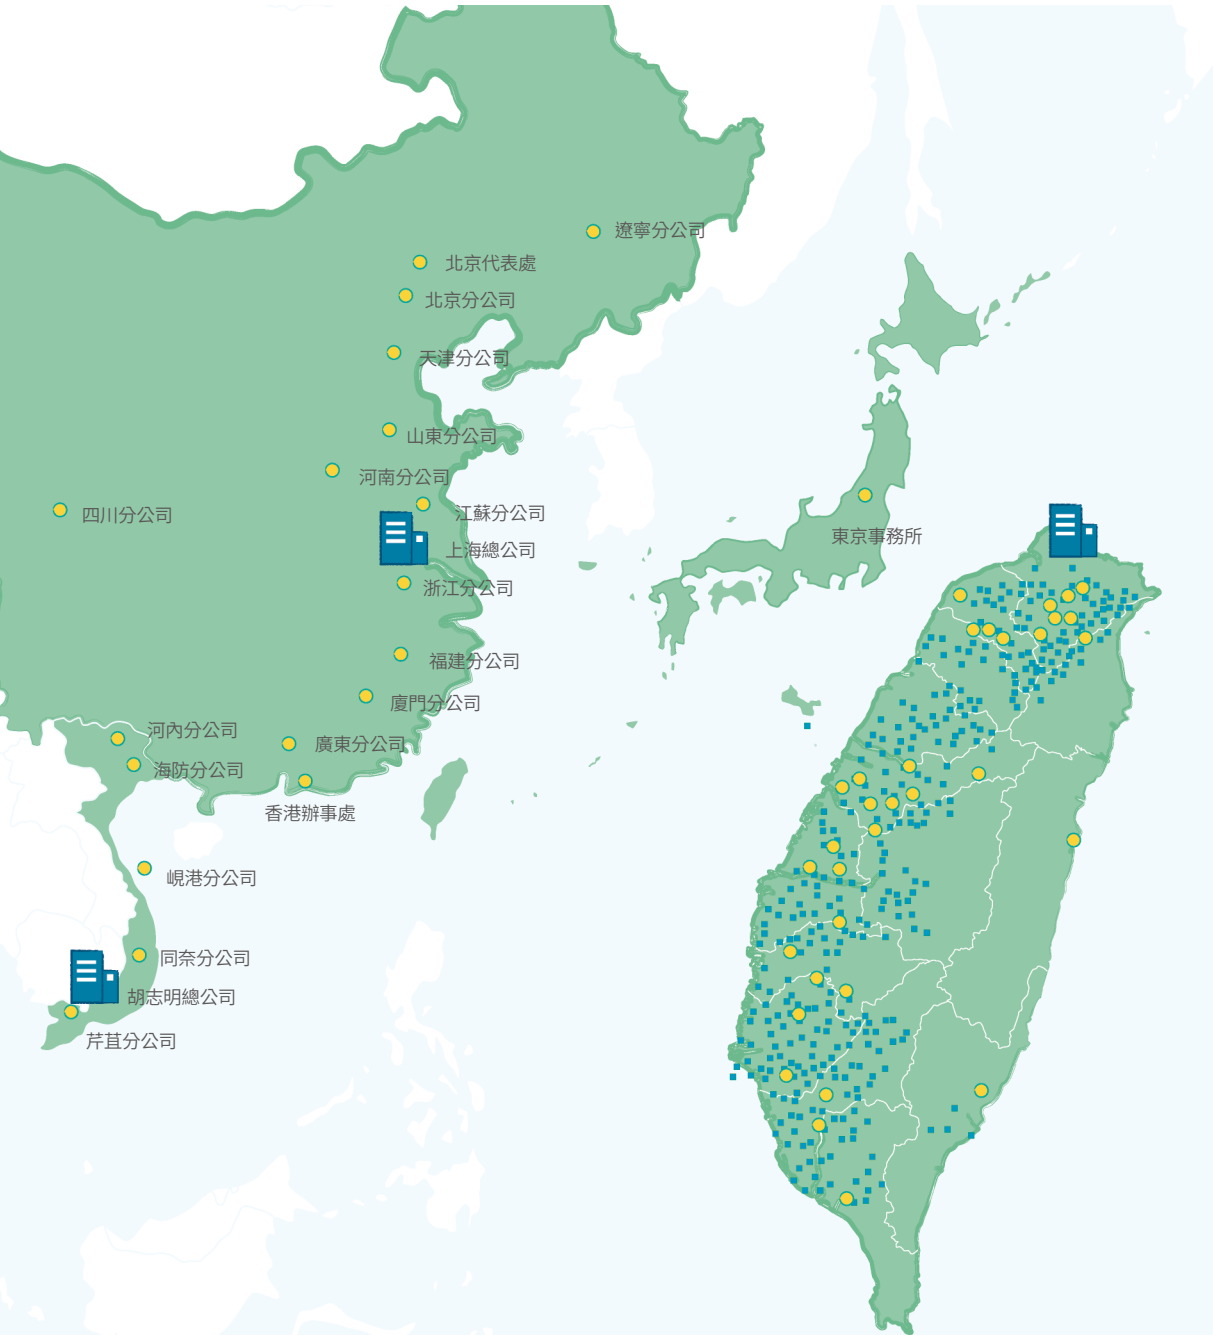 遼寧分公司
北京代表處
北京分公司
天津分公司
山東分公司
河南分公司
江蘇分公司
四川分公司
東京事務所
上海總公司
浙江分公司
福建分公司
廈門分公司
河內分公司
廣東分公司
海防分公司
香港辦事處
峴港分公司
同奈分公司
胡志明總公司
芹苴分公司